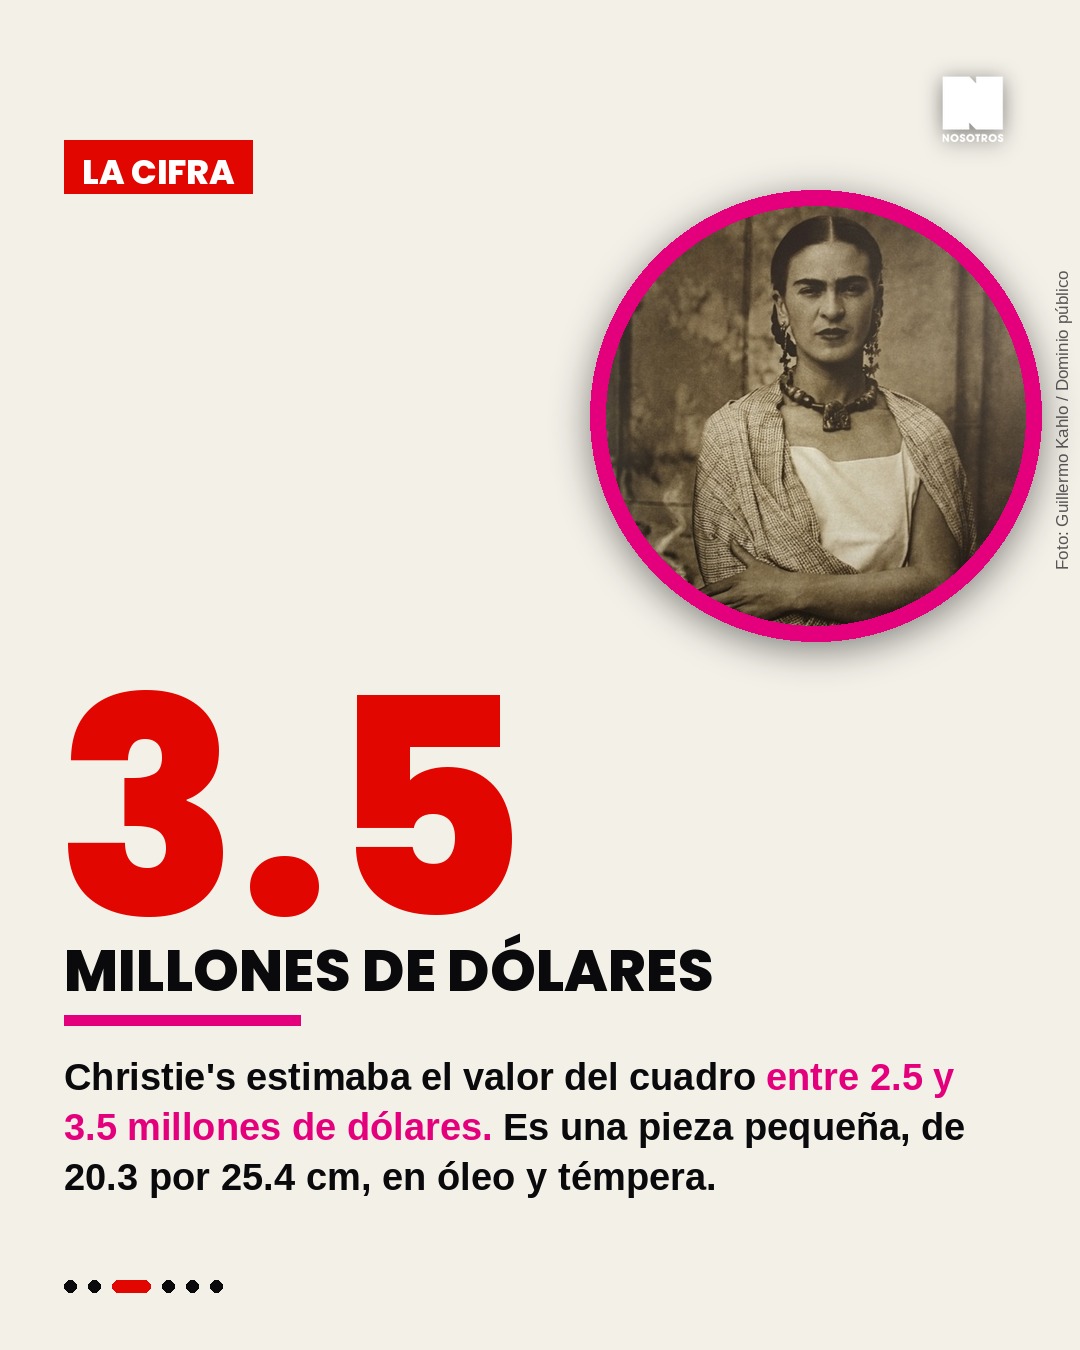 NOSOTROS
LA CIFRA
Foto: Guillermo Kahlo / Dominio público
3.5
MILLONES DE DÓLARES
Christie's estimaba el valor del cuadro entre 2.5 y
3.5 millones de dólares. Es una pieza pequeña, de
20.3 por 25.4 cm, en óleo y témpera.